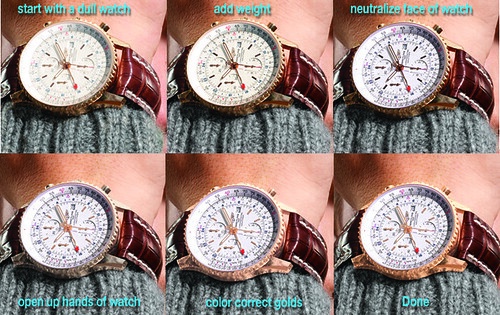 start with a dull watch
add weight
neutralize face of watch
open up hands of watch
color correct golds
Done